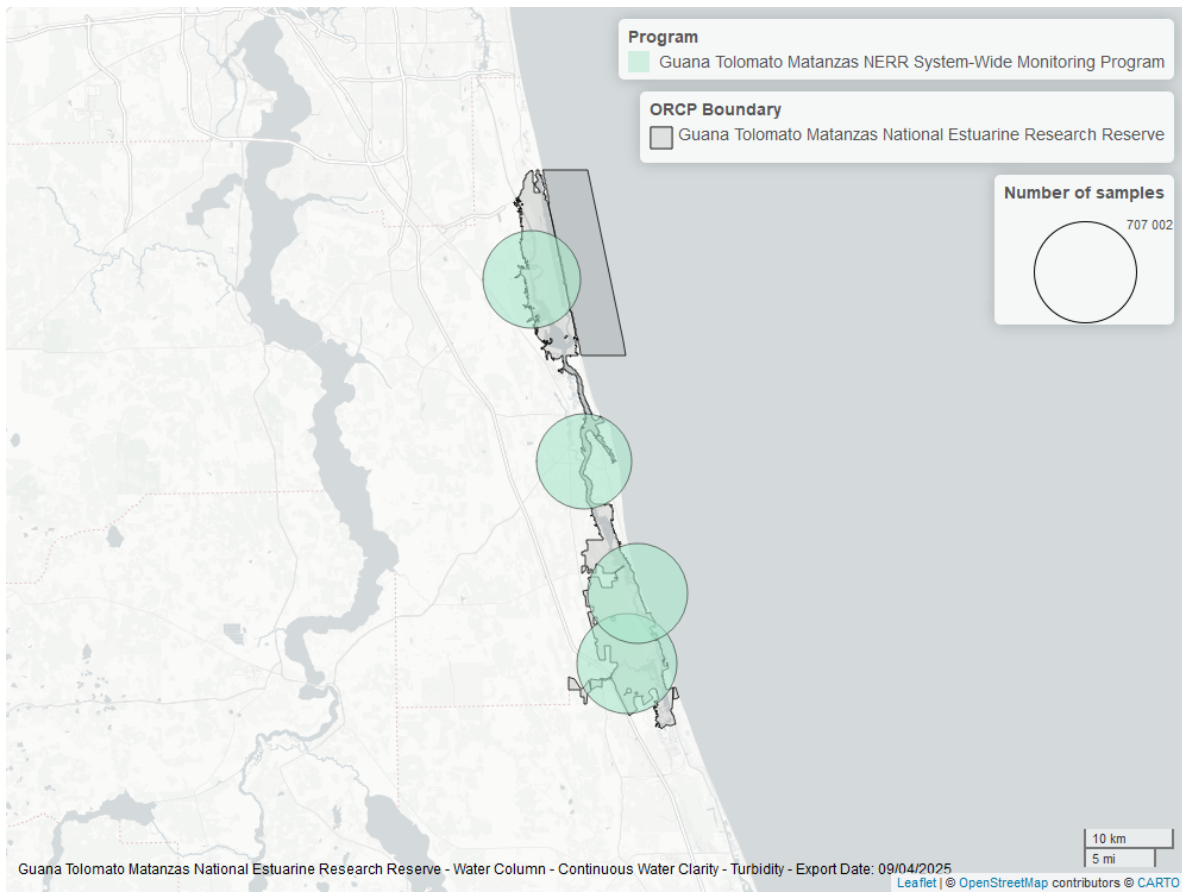 Program
Guana Tolomato Matanzas NERR System-Wide Monitoring Program
ORCP Boundary
Guana Tolomato Matanzas National Estuarine Research Reserve
Number of samples
707 002
10 km
5 mi
Guana Tolomato Matanzas National Estuarine Research Reserve - Water Column - Continuous Water Clarity - Turbidity - Export Date: 09/04/2025
Leaflet | © OpenStreetMap contributors © CARTO